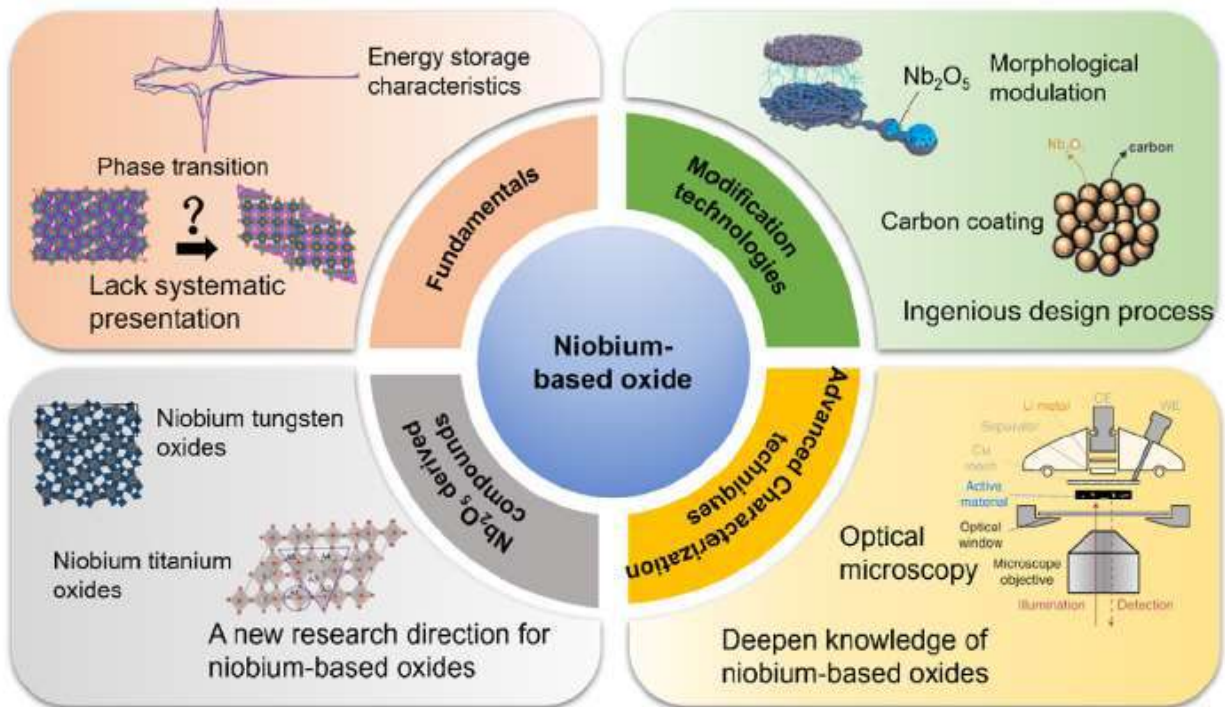 Energy storage
characteristics
Phase transition
?
Lack systematic
presentation
Fundamentals
Nb₂O₅
Morphological
modulation
carbon
Carbon coating
Ingenious design process
Modification
technologies
Niobium-
based oxide
Niobium tungsten
oxides
Niobium titanium
oxides
A new research direction for
niobium-based oxides
Nb₂O₅ derived
compounds
Advanced Characterization
techniques
CE
WE
Li metal
Separator
Cu
mesh
Active
material
Optical
window
Microscope
objective
Illumination
Detection
Optical
microscopy
Deepen knowledge of
niobium-based oxides